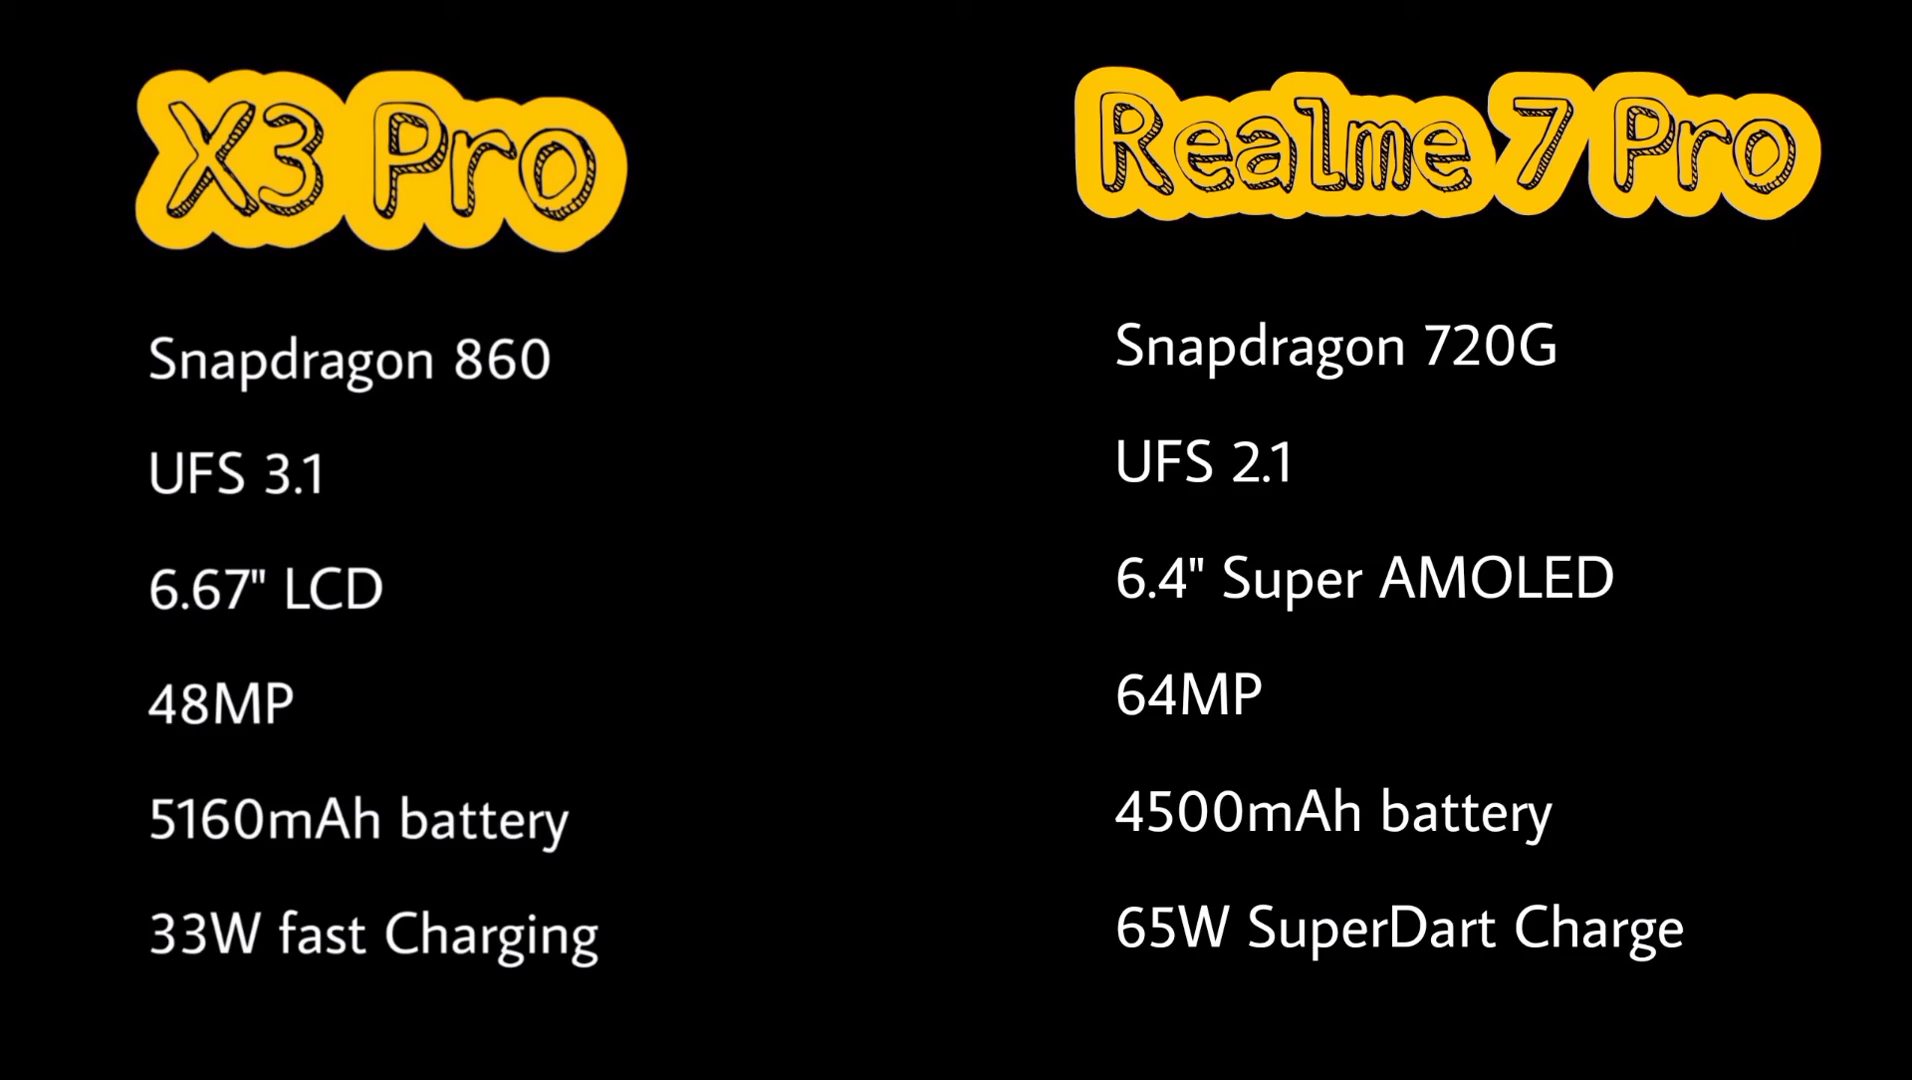 X3 Pro
Snapdragon 860
UFS 3.1
6.67" LCD
48MP
5160mAh battery
33W fast Charging
Realme 7 Pro
Snapdragon 720G
UFS 2.1
6.4" Super AMOLED
64MP
4500mAh battery
65W SuperDart Charge